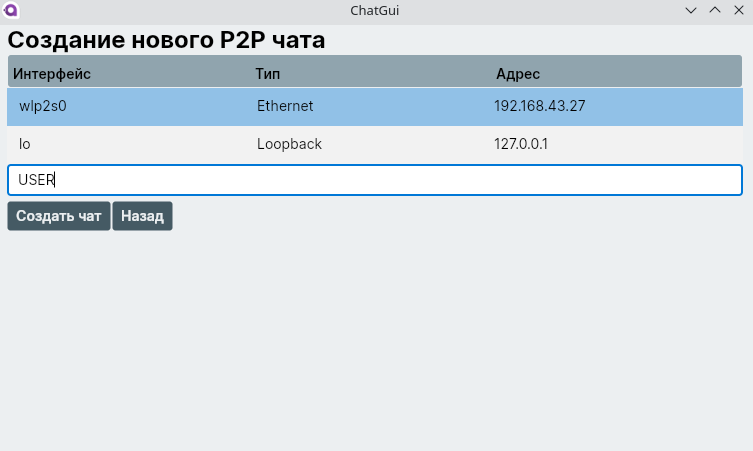 ChatGui
Создание нового P2P чата
Интерфейс Тип Адрес
wlp2s0 Ethernet 192.168.43.27
lo Loopback 127.0.0.1
USER
Создать чат Назад